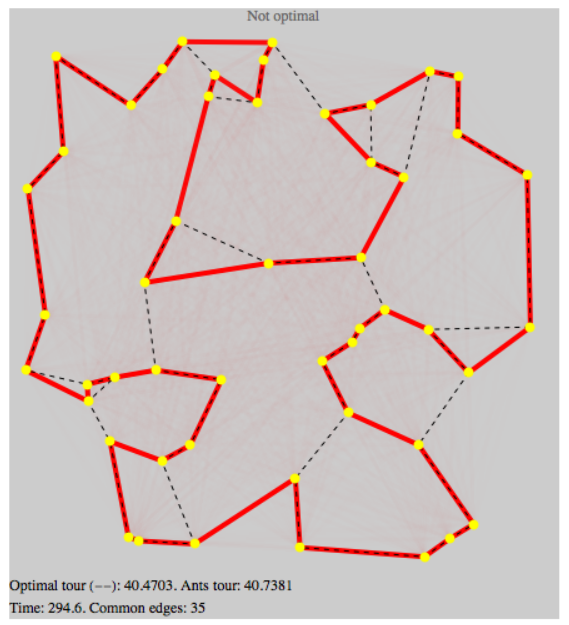 Not optimal
Optimal tour (−−): 40.4703. Ants tour: 40.7381
Time: 294.6. Common edges: 35